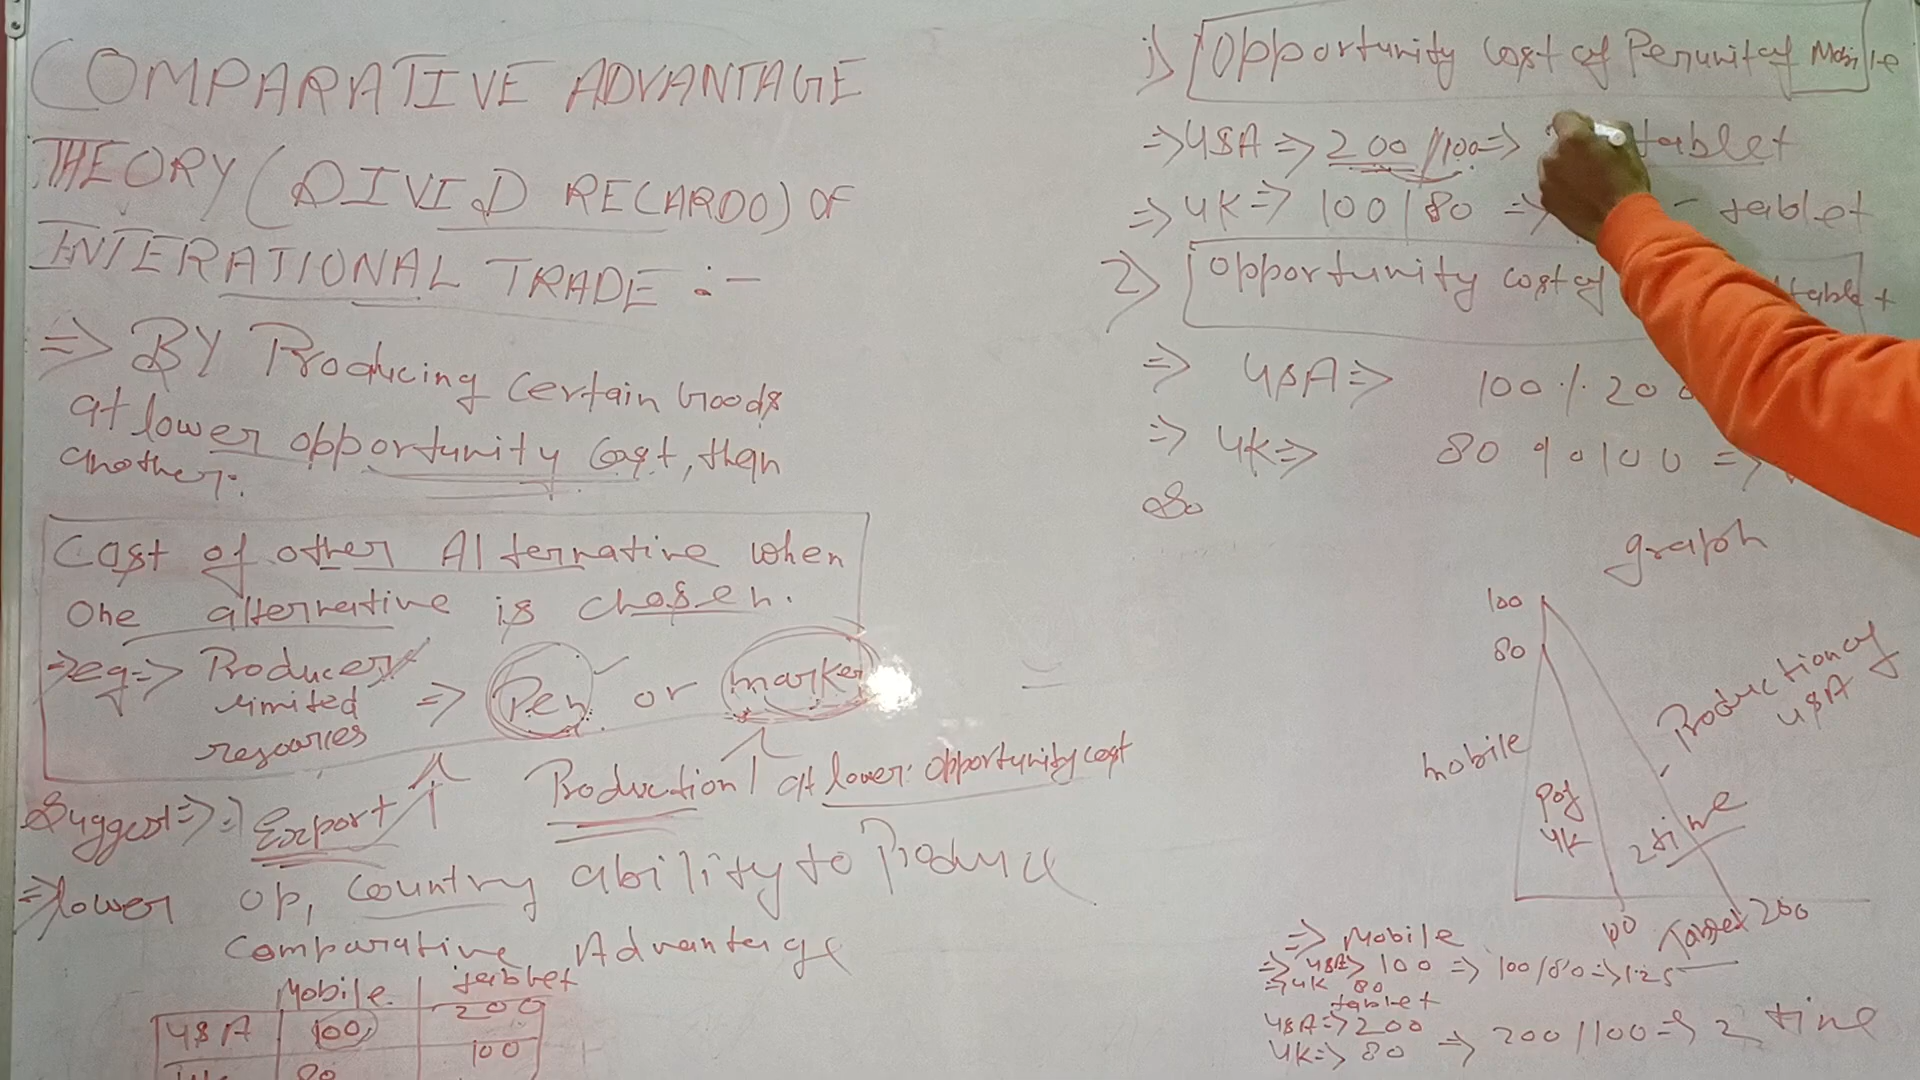 COMPARATIVE ADVANTAGE
THEORY (DIVID RECARDO) OF
INTERATIONAL TRADE :-
=> BY Producing certain Goods
at lower opportunity Cost, than
another.
Cost of other Alternative when
One alternative is chosen.
=> eg => Producer
limited
resources
=> Pen or marker
Suggest => Export
Production at lower opportunity cost
=> lower op, country ability to Produce
Comparative Advantage
Mobile tablet
USA 100 200
UK 80 100
1) Opportunity Cost of Per unit of Mobile
=> USA => 200/100 => tablet
=> UK => 100/80 => - tablet
2) Opportunity cost of tablet
=> USA => 100 % 200
=> UK => 80 % 100 =>
So
graph
100
80
mobile
Pof
UK
Production of
USA
2 time
100
200
=> Mobile
=> USA => 100 => 100/80 => 1.25
=> UK 80
tablet
USA => 200 => 200/100 => 2 time
UK => 80